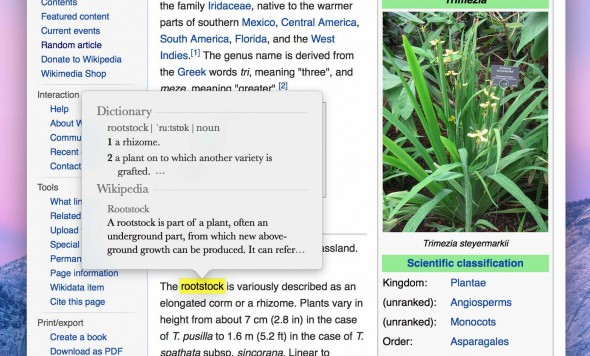 Contents
Featured content
Current events
Random article
Donate to Wikipedia
Wikimedia Shop
Interaction
Help
About W
Commu
Recent
Contact
Tools
What lin
Related
Upload
Special
Perman
Page information
Wikidata item
Cite this page
Print/export
Create a book
Download as PDF
the family Iridaceae, native to the warmer
parts of southern Mexico, Central America,
South America, Florida, and the West
Indies.[1] The genus name is derived from
the Greek words tri, meaning "three", and
meze, meaning "greater".[2]
Dictionary
rootstock | ˈruːtstɒk | noun
1 a rhizome.
2 a plant on to which another variety is
grafted. …
Wikipedia
Rootstock
A rootstock is part of a plant, often an
underground part, from which new above-
ground growth can be produced. It can refer…
assland.
The rootstock is variously described as an
elongated corm or a rhizome. Plants vary in
height from about 7 cm (2.8 in) in the case
of T. pusilla to 1.6 m (5.2 ft) in the case of T.
spathata subsp. sincorana. Linear to
Trimezia
Trimezia steyermarkii
Scientific classification
Kingdom: Plantae
(unranked): Angiosperms
(unranked): Monocots
Order: Asparagales